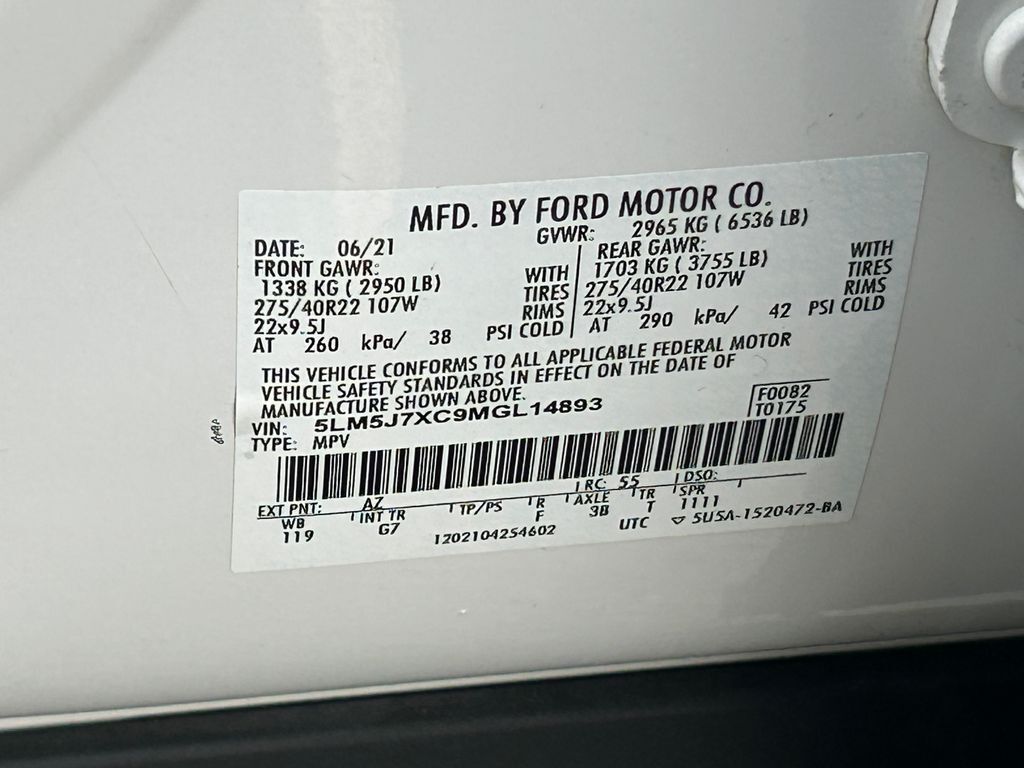 MFD. BY FORD MOTOR CO.
DATE: 06/21 GVWR: 2965 KG ( 6536 LB)
FRONT GAWR: REAR GAWR:
1338 KG ( 2950 LB) WITH 1703 KG ( 3755 LB) WITH
275/40R22 107W TIRES 275/40R22 107W TIRES
22x9.5J RIMS 22x9.5J RIMS
AT 260 kPa/ 38 PSI COLD AT 290 kPa/ 42 PSI COLD
THIS VEHICLE CONFORMS TO ALL APPLICABLE FEDERAL MOTOR
VEHICLE SAFETY STANDARDS IN EFFECT ON THE DATE OF
MANUFACTURE SHOWN ABOVE.
VIN: 5LM5J7XC9MGL14893 F0082
TYPE: MPV T0175
EXT PNT: AZ RC: 55 DSO:
WB INT TR TP/PS R AXLE TR SPR
119 G7 F 3B T 1111
1202104254602 UTC ▽ 5U5A-1520472-BA